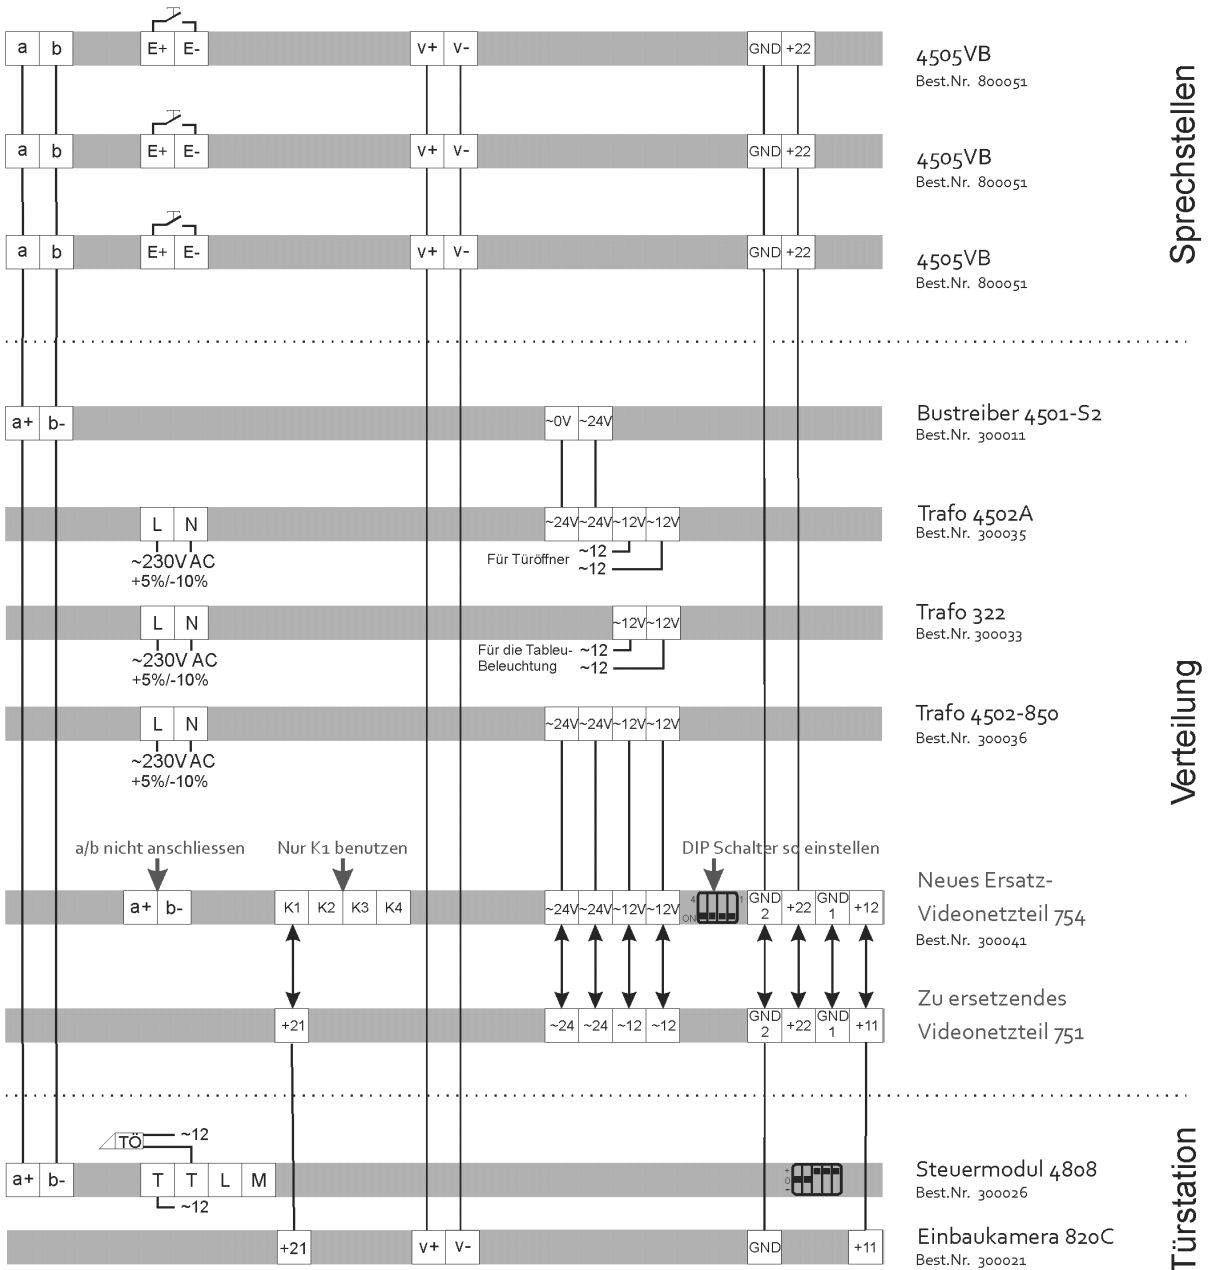 a b E+ E- v+ v- GND +22
4505VB
Best.Nr. 800051
a b E+ E- v+ v- GND +22
4505VB
Best.Nr. 800051
a b E+ E- v+ v- GND +22
4505VB
Best.Nr. 800051
Sprechstellen
a+ b- ~0V ~24V
Bustreiber 4501-S2
Best.Nr. 300011
L N ~24V ~24V ~12V ~12V
Trafo 4502A
Best.Nr. 300035
~230V AC
+5%/-10%
Für Türöffner ~12
~12
L N ~12V ~12V
Trafo 322
Best.Nr. 300033
~230V AC
+5%/-10%
Für die Tableu- ~12
Beleuchtung ~12
L N ~24V ~24V ~12V ~12V
Trafo 4502-850
Best.Nr. 300036
~230V AC
+5%/-10%
Verteilung
a/b nicht anschliessen Nur K1 benutzen DIP Schalter so einstellen
a+ b- K1 K2 K3 K4 ~24V ~24V ~12V ~12V 4 1 ON GND 2 +22 GND 1 +12
Neues Ersatz-
Videonetzteil 754
Best.Nr. 300041
+21 ~24 ~24 ~12 ~12 GND 2 +22 GND 1 +11
Zu ersetzendes
Videonetzteil 751
TÖ ~12
a+ b- T T L M + 0 -
~12
Steuermodul 4808
Best.Nr. 300026
+21 v+ v- GND +11
Einbaukamera 820C
Best.Nr. 300021
Türstation